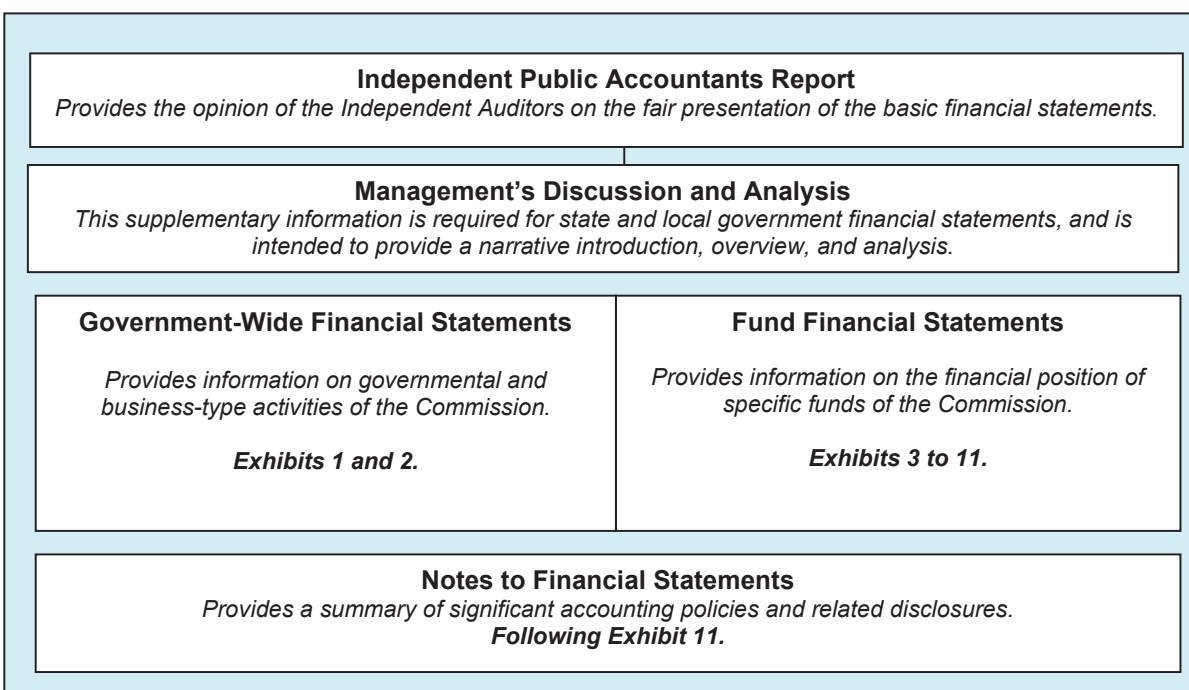 Independent Public Accountants Report
Provides the opinion of the Independent Auditors on the fair presentation of the basic financial statements.
Management’s Discussion and Analysis
This supplementary information is required for state and local government financial statements, and is
intended to provide a narrative introduction, overview, and analysis.
Government-Wide Financial Statements
Provides information on governmental and
business-type activities of the Commission.
Exhibits 1 and 2.
Fund Financial Statements
Provides information on the financial position of
specific funds of the Commission.
Exhibits 3 to 11.
Notes to Financial Statements
Provides a summary of significant accounting policies and related disclosures.
Following Exhibit 11.